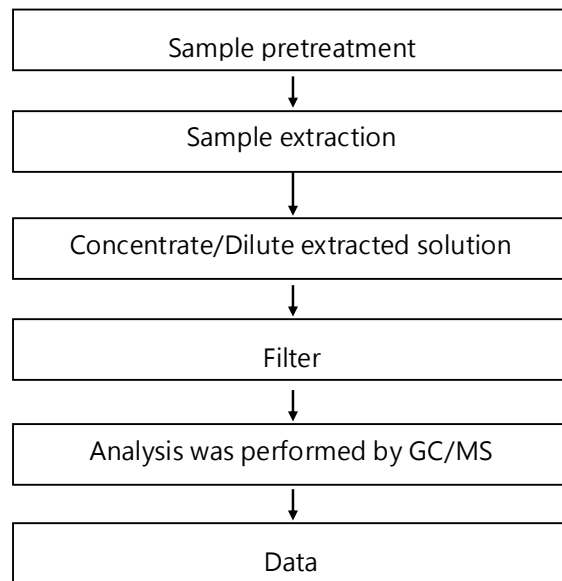 Sample pretreatment
Sample extraction
Concentrate/Dilute extracted solution
Filter
Analysis was performed by GC/MS
Data